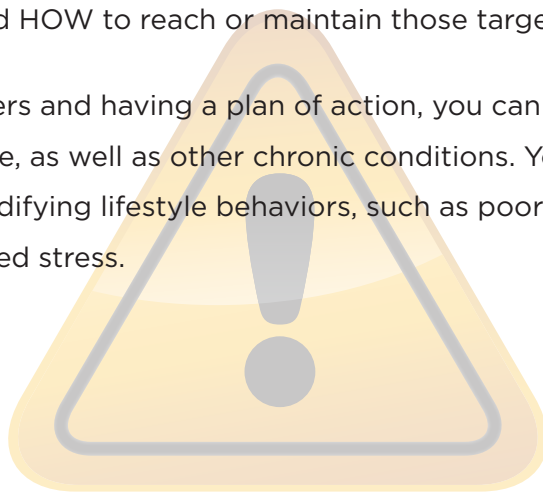 d HOW to reach or maintain those targe
ers and having a plan of action, you can
e, as well as other chronic conditions. Y
difying lifestyle behaviors, such as poor
ed stress.